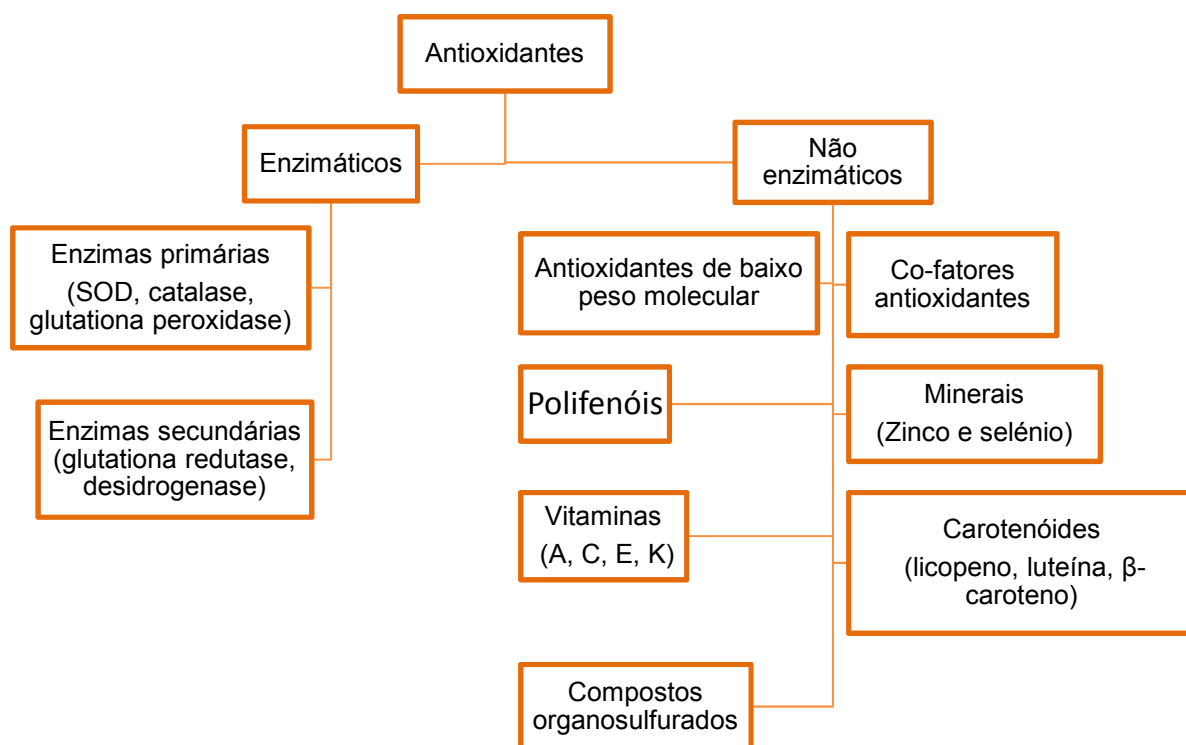 Antioxidantes
Enzimáticos
Não
enzimáticos
Enzimas primárias
(SOD, catalase,
glutationa peroxidase)
Enzimas secundárias
(glutationa redutase,
desidrogenase)
Antioxidantes de baixo
peso molecular
Co-fatores
antioxidantes
Polifenóis
Minerais
(Zinco e selénio)
Vitaminas
(A, C, E, K)
Carotenóides
(licopeno, luteína, β-
caroteno)
Compostos
organosulfurados